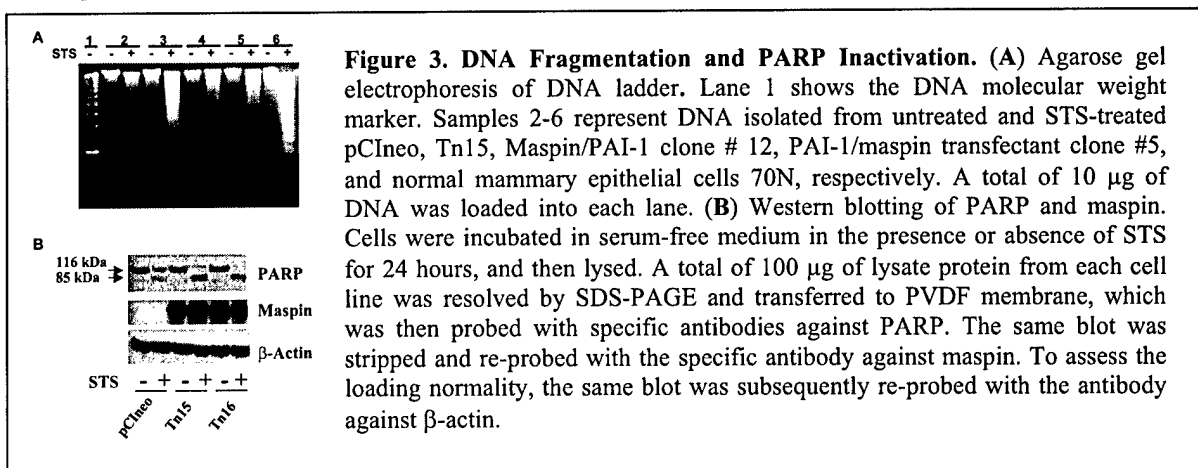 A
1 2 3 4 5 6
STS - - + - + - + - + - +
B
116 kDa
85 kDa
PARP
Maspin
β-Actin
STS - + - + - +
pCIneo Tn15 Tn16
Figure 3. DNA Fragmentation and PARP Inactivation. (A) Agarose gel
electrophoresis of DNA ladder. Lane 1 shows the DNA molecular weight
marker. Samples 2-6 represent DNA isolated from untreated and STS-treated
pCIneo, Tn15, Maspin/PAI-1 clone # 12, PAI-1/maspin transfectant clone #5,
and normal mammary epithelial cells 70N, respectively. A total of 10 μg of
DNA was loaded into each lane. (B) Western blotting of PARP and maspin.
Cells were incubated in serum-free medium in the presence or absence of STS
for 24 hours, and then lysed. A total of 100 μg of lysate protein from each cell
line was resolved by SDS-PAGE and transferred to PVDF membrane, which
was then probed with specific antibodies against PARP. The same blot was
stripped and re-probed with the specific antibody against maspin. To assess the
loading normality, the same blot was subsequently re-probed with the antibody
against β-actin.